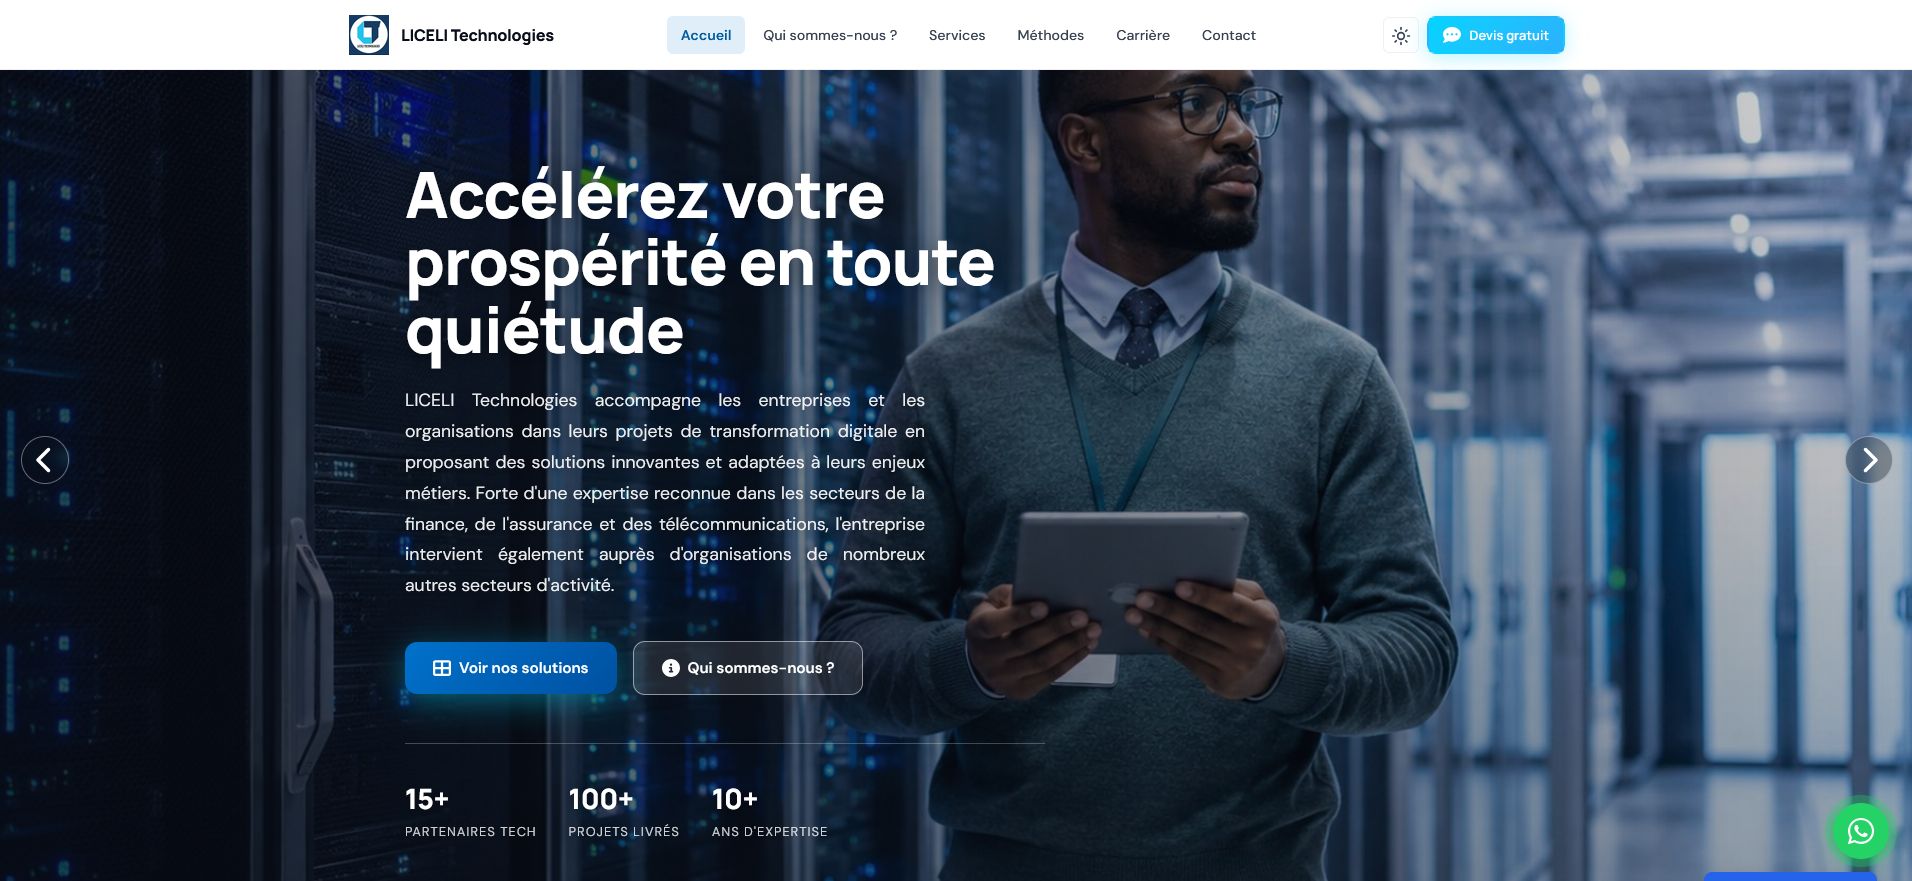 LICELI Technologies
Accueil
Qui sommes-nous ?
Services
Méthodes
Carrière
Contact
Devis gratuit
Accélérez votre
prospérité en toute
quiétude
LICELI Technologies accompagne les entreprises et les
organisations dans leurs projets de transformation digitale en
proposant des solutions innovantes et adaptées à leurs enjeux
métiers. Forte d'une expertise reconnue dans les secteurs de la
finance, de l'assurance et des télécommunications, l'entreprise
intervient également auprès d'organisations de nombreux
autres secteurs d'activité.
Voir nos solutions
Qui sommes-nous ?
15+
PARTENAIRES TECH
100+
PROJETS LIVRÉS
10+
ANS D'EXPERTISE